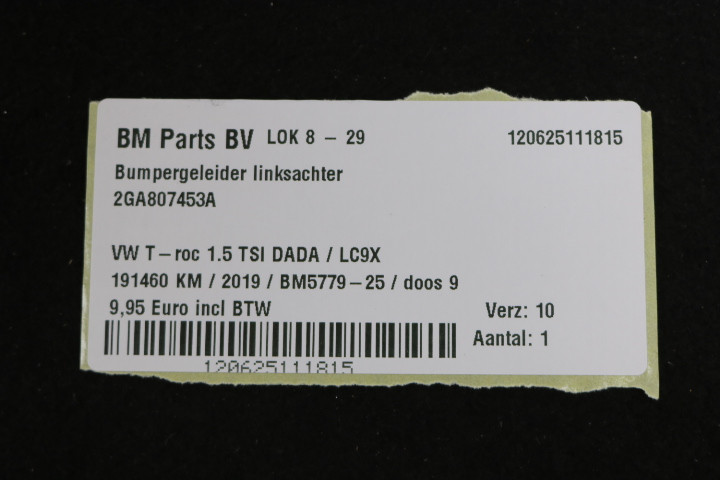 BM Parts BV LOK 8 - 29 120625111815
Bumpergeleider linksachter
2GA807453A
VW T-roc 1.5 TSI DADA / LC9X
191460 KM / 2019 / BM5779-25 / doos 9
9,95 Euro incl BTW Verz: 10
Aantal: 1
120625111815